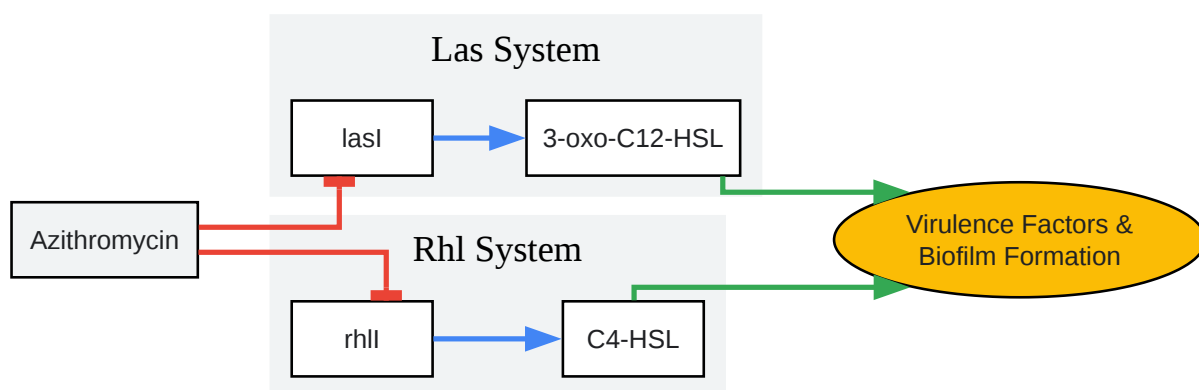 Las System
lasI
3-oxo-C12-HSL
Azithromycin
Rhl System
rhlI
C4-HSL
Virulence Factors &
Biofilm Formation